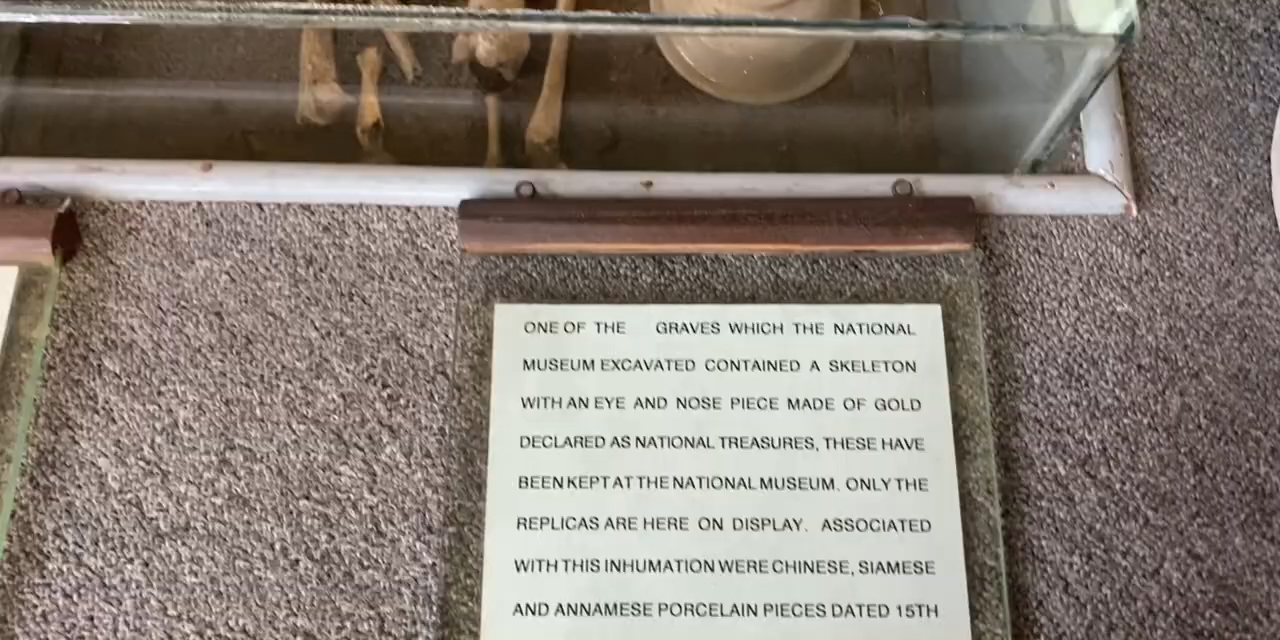 ONE OF THE GRAVES WHICH THE NATIONAL
MUSEUM EXCAVATED CONTAINED A SKELETON
WITH AN EYE AND NOSE PIECE MADE OF GOLD
DECLARED AS NATIONAL TREASURES, THESE HAVE
BEEN KEPT AT THE NATIONAL MUSEUM. ONLY THE
REPLICAS ARE HERE ON DISPLAY. ASSOCIATED
WITH THIS INHUMATION WERE CHINESE, SIAMESE
AND ANNAMESE PORCELAIN PIECES DATED 15TH